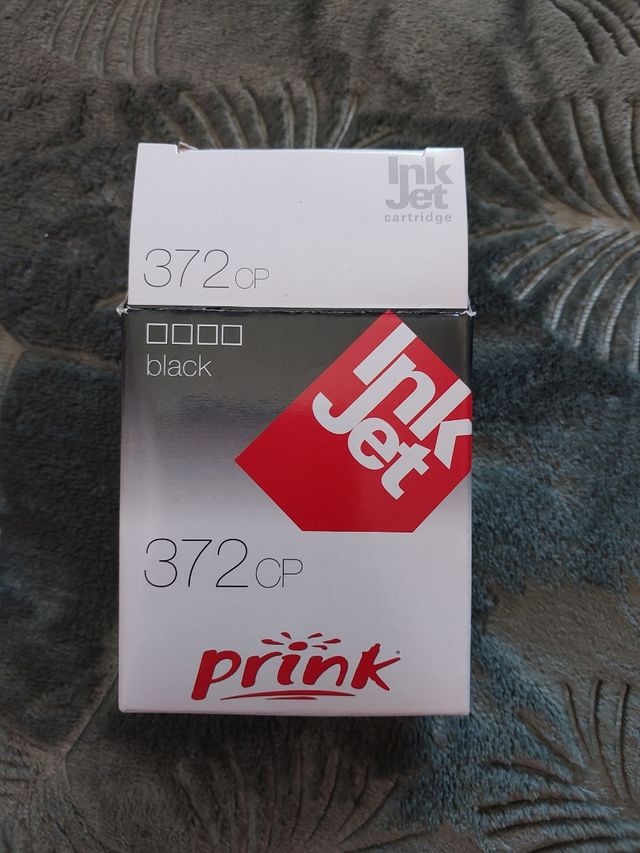 Ink
Jet
cartridge
372 CP
black
Ink
Jet
372 CP
prink